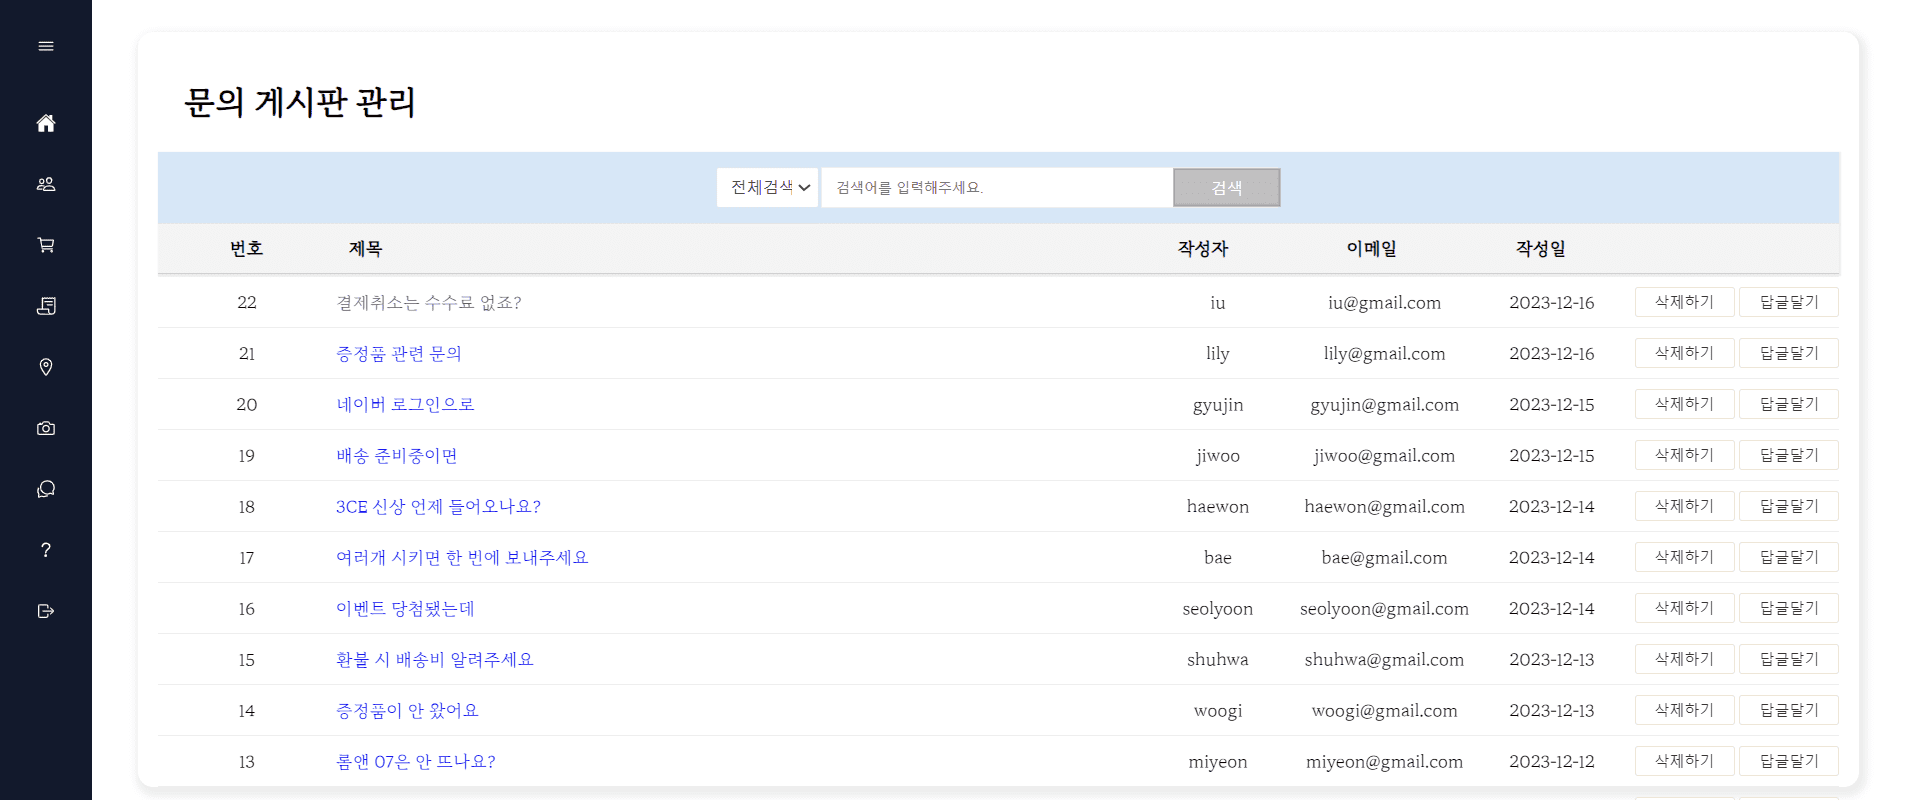 문의 게시판 관리
전체검색 검색어를 입력해주세요. 검색
번호 제목 작성자 이메일 작성일
22 결제취소는 수수료 없죠? iu iu@gmail.com 2023-12-16 삭제하기 답글달기
21 증정품 관련 문의 lily lily@gmail.com 2023-12-16 삭제하기 답글달기
20 네이버 로그인으로 gyujin gyujin@gmail.com 2023-12-15 삭제하기 답글달기
19 배송 준비중이면 jiwoo jiwoo@gmail.com 2023-12-15 삭제하기 답글달기
18 3CE 신상 언제 들어오나요? haewon haewon@gmail.com 2023-12-14 삭제하기 답글달기
17 여러개 시키면 한 번에 보내주세요 bae bae@gmail.com 2023-12-14 삭제하기 답글달기
16 이벤트 당첨됐는데 seolyoon seolyoon@gmail.com 2023-12-14 삭제하기 답글달기
15 환불 시 배송비 알려주세요 shuhwa shuhwa@gmail.com 2023-12-13 삭제하기 답글달기
14 증정품이 안 왔어요 woogi woogi@gmail.com 2023-12-13 삭제하기 답글달기
13 롬앤 07은 안 뜨나요? miyeon miyeon@gmail.com 2023-12-12 삭제하기 답글달기